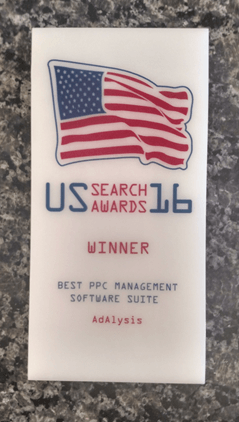 US SEARCH AWARDS 16
WINNER
BEST PPC MANAGEMENT
SOFTWARE SUITE
AdAlysis